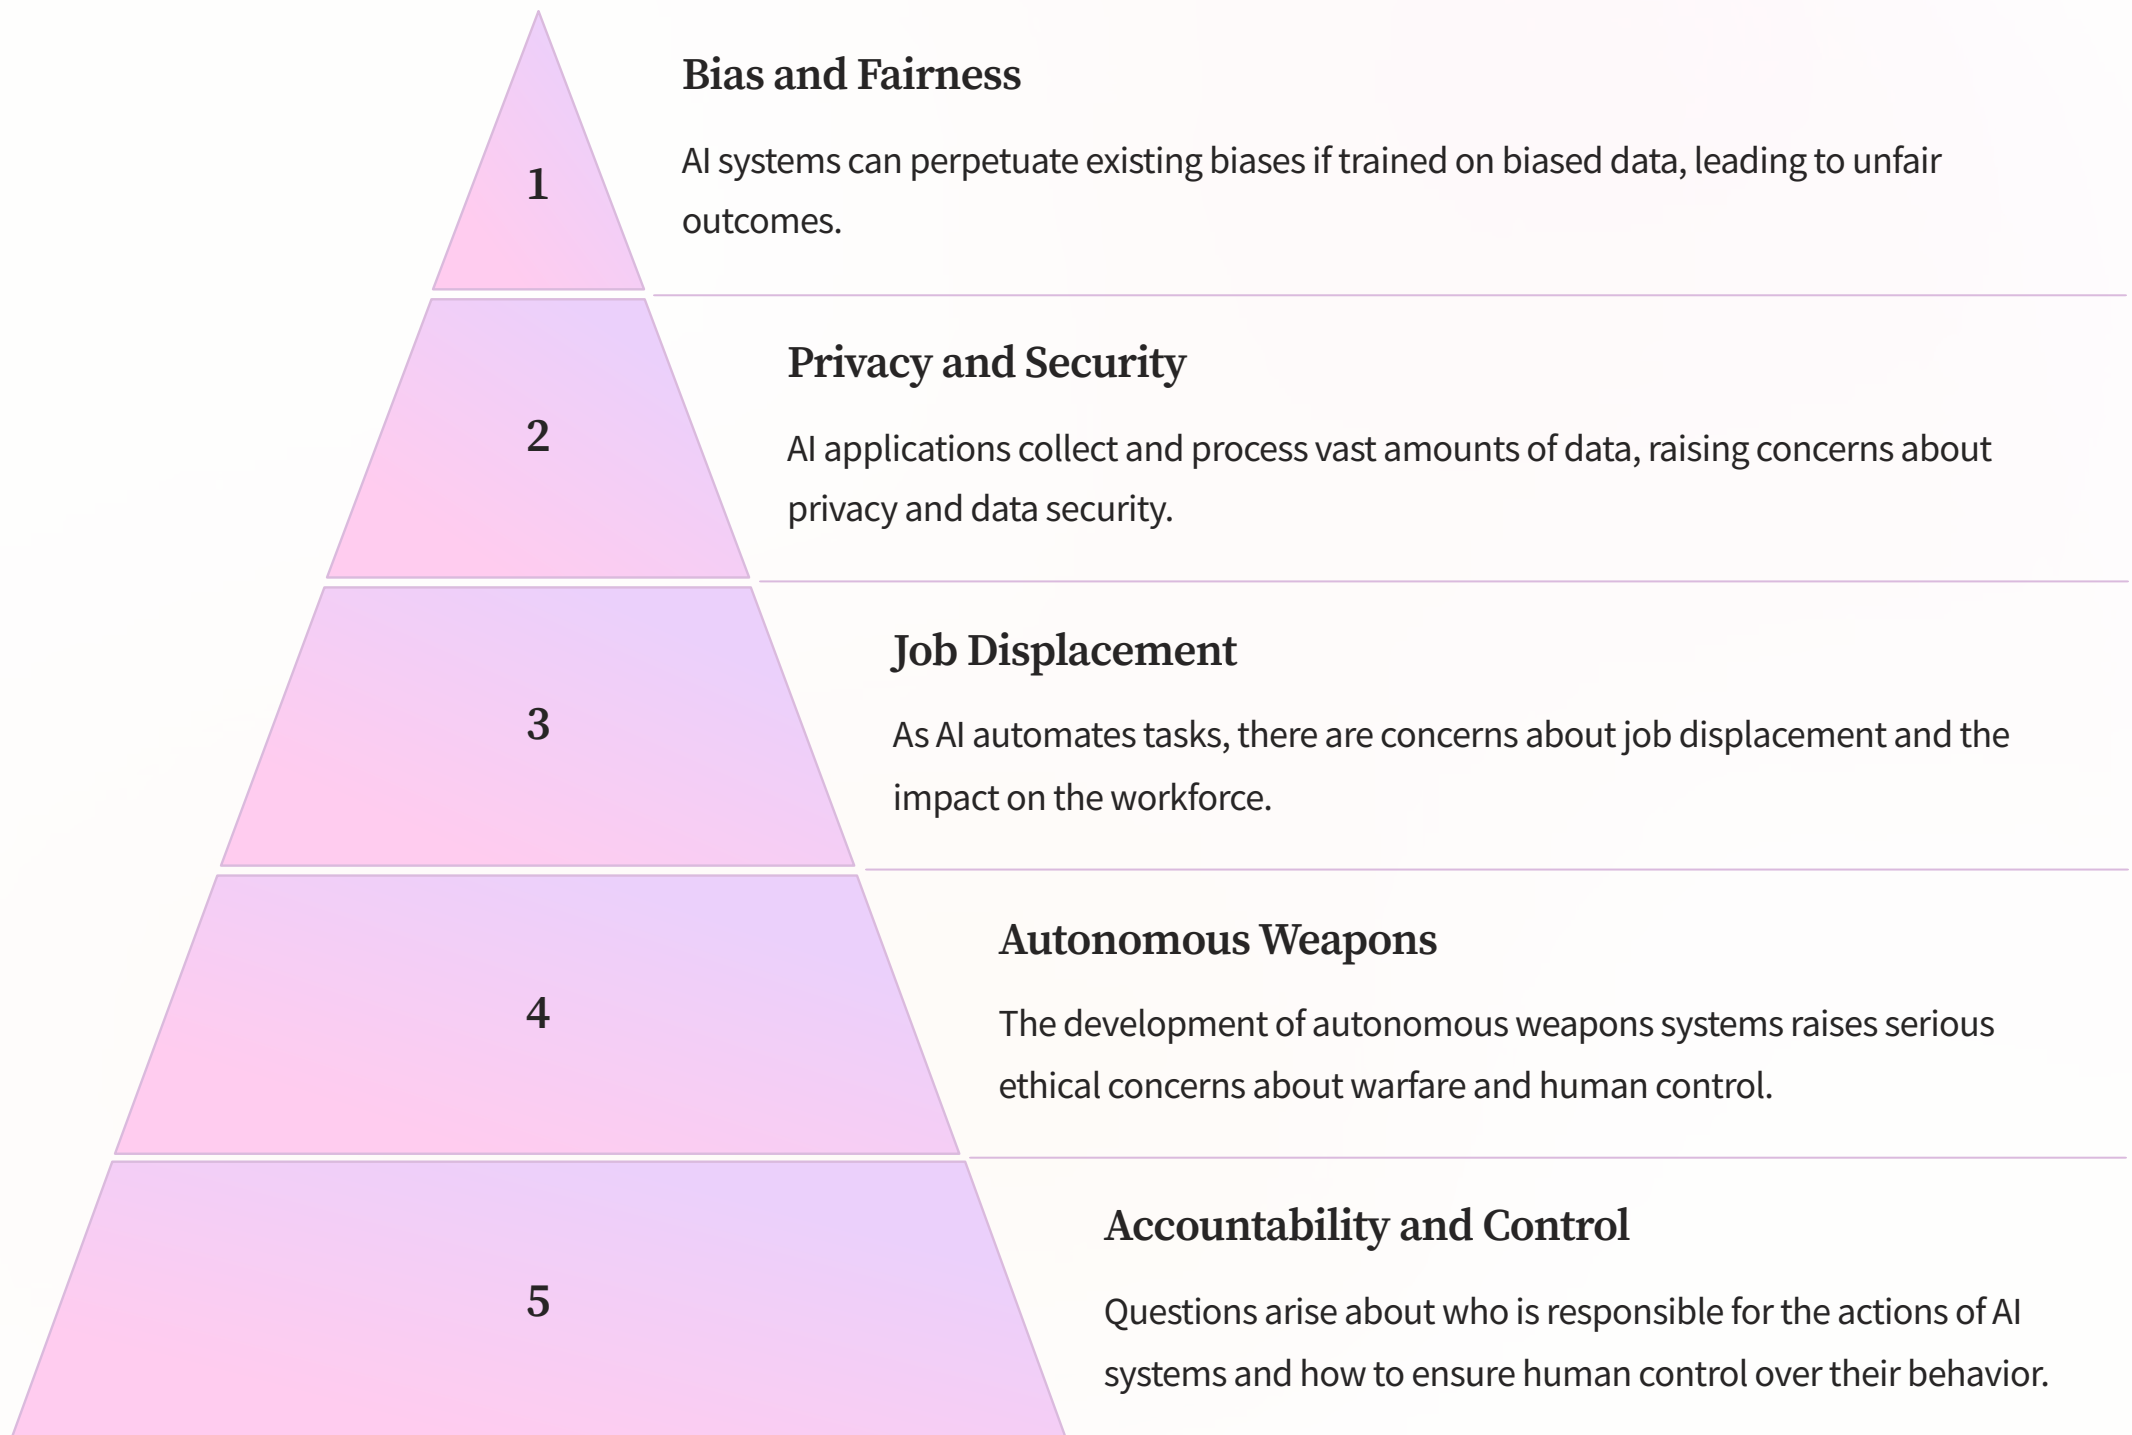 Bias and Fairness
1
AI systems can perpetuate existing biases if trained on biased data, leading to unfair
outcomes.
Privacy and Security
2
AI applications collect and process vast amounts of data, raising concerns about
privacy and data security.
Job Displacement
3
As AI automates tasks, there are concerns about job displacement and the
impact on the workforce.
Autonomous Weapons
4
The development of autonomous weapons systems raises serious
ethical concerns about warfare and human control.
Accountability and Control
5
Questions arise about who is responsible for the actions of AI
systems and how to ensure human control over their behavior.